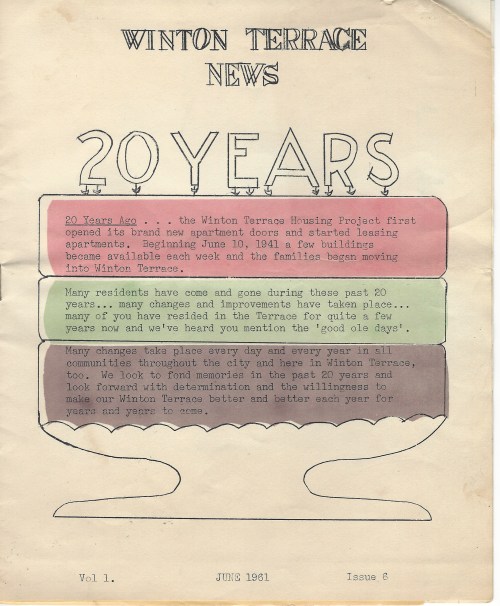 WINTON TERRACE
NEWS
20 YEARS
20 Years Ago . . . the Winton Terrace Housing Project first
opened its brand new apartment doors and started leasing
apartments. Beginning June 10, 1941 a few buildings
became available each week and the families began moving
into Winton Terrace.
Many residents have come and gone during these past 20
years... many changes and improvements have taken place...
many of you have resided in the Terrace for quite a few
years now and we've heard you mention the 'good ole days'.
Many changes take place every day and every year in all
communities throughout the city and here in Winton Terrace,
too. We look to fond memories in the past 20 years and
look forward with determination and the willingness to
make our Winton Terrace better and better each year for
years and years to come.
Vol 1. JUNE 1961 Issue 6